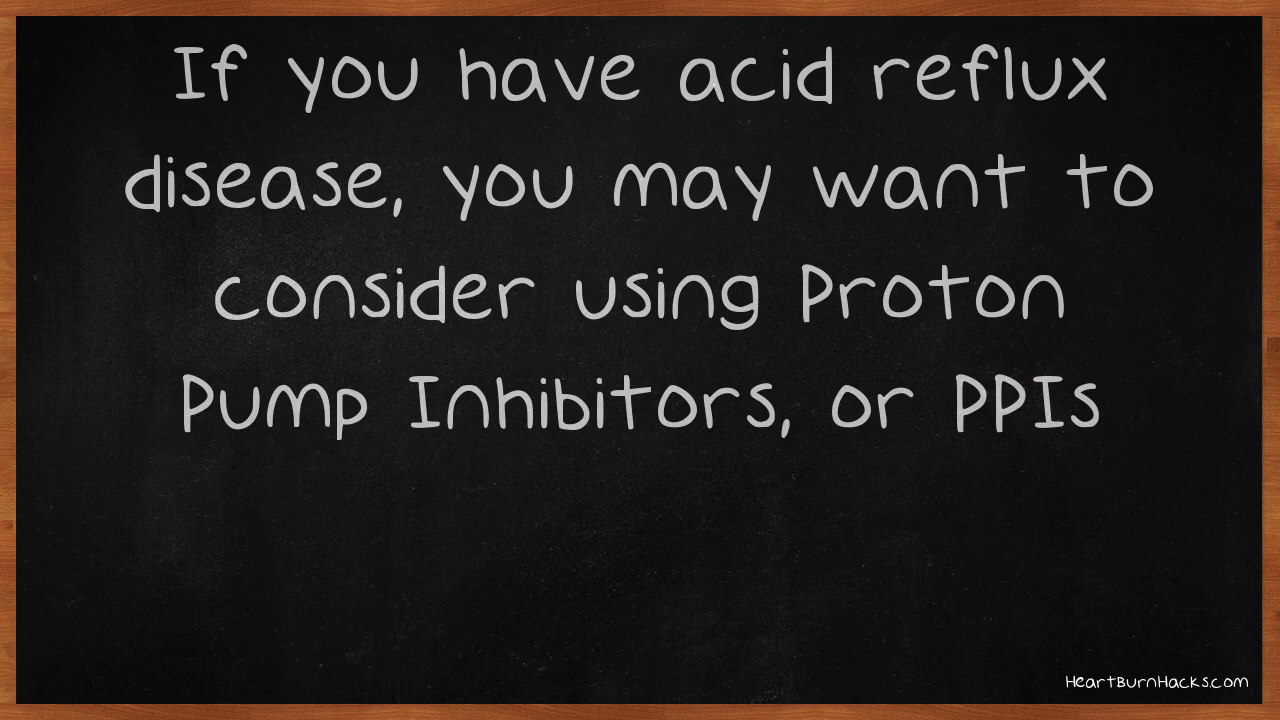 If you have acid reflux
disease, you may want to
consider using Proton
Pump Inhibitors, or PPIs
HeartBurnHacks.com